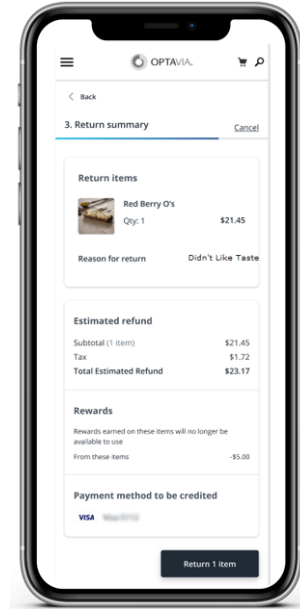 OPTAVIA.
Back
3. Return summary
Cancel
Return items
Red Berry O's
Qty: 1 $21.45
Reason for return Didn't Like Taste
Estimated refund
Subtotal (1 item) $21.45
Tax $1.72
Total Estimated Refund $23.17
Rewards
Rewards earned on these items will no longer be
available to use
From these items -$5.00
Payment method to be credited
VISA
Return 1 item